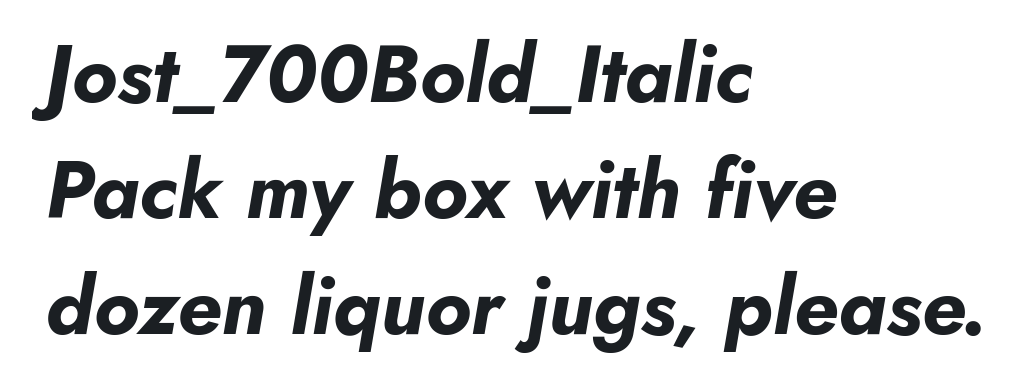 Jost_700Bold_Italic
Pack my box with five
dozen liquor jugs, please.